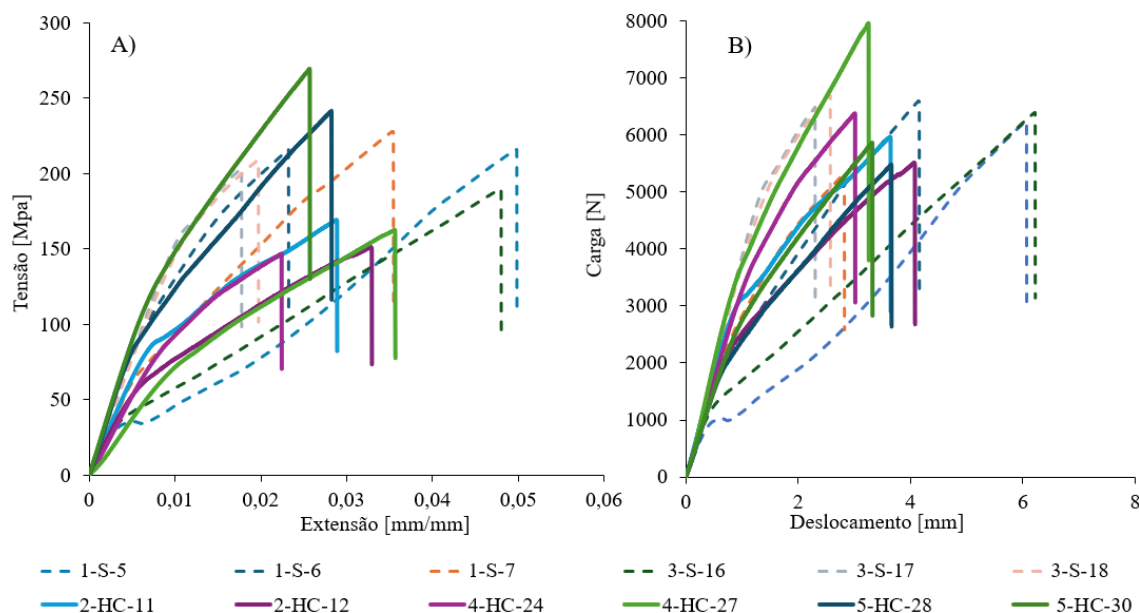 A)
Tensão [Mpa]
300
250
200
150
100
50
0
0 0,01 0,02 0,03 0,04 0,05 0,06
Extensão [mm/mm]
B)
Carga [N]
8000
7000
6000
5000
4000
3000
2000
1000
0
0 2 4 6 8
Deslocamento [mm]
1-S-5 1-S-6 1-S-7 3-S-16 3-S-17 3-S-18
2-HC-11 2-HC-12 4-HC-24 4-HC-27 5-HC-28 5-HC-30